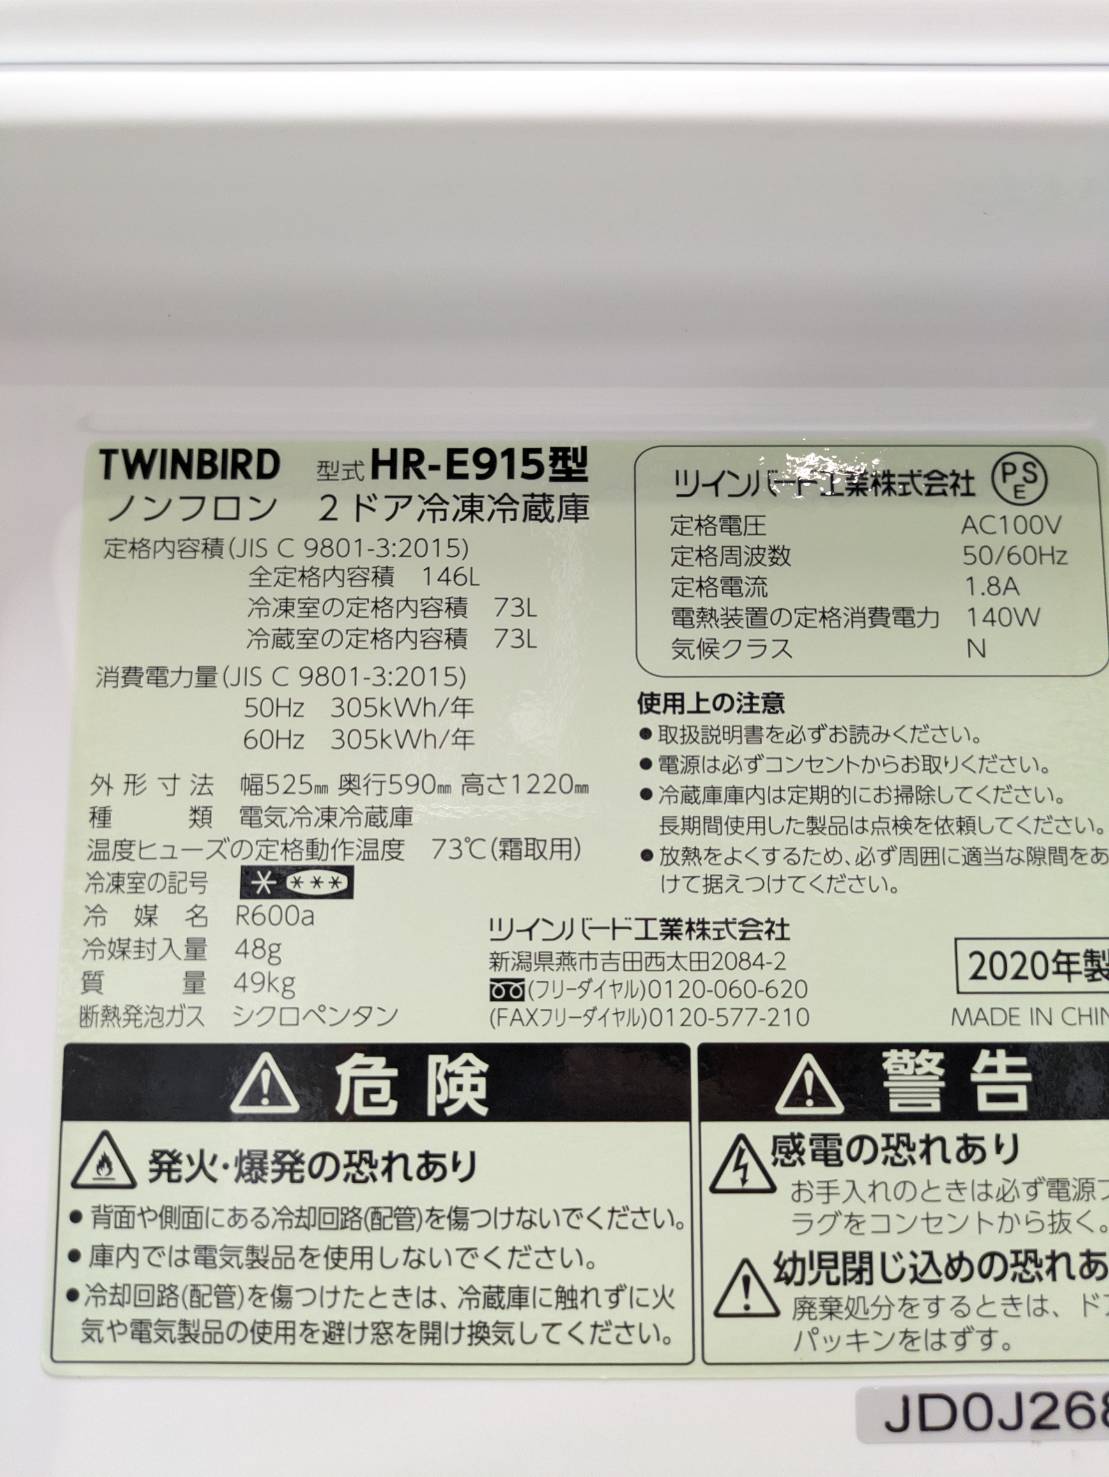 TWINBIRD 型式 HR-E915型
ノンフロン 2ドア冷凍冷蔵庫
定格内容積(JIS C 9801-3:2015)
全定格内容積 146L
冷凍室の定格内容積 73L
冷蔵室の定格内容積 73L
消費電力量(JIS C 9801-3:2015)
50Hz 305kWh/年
60Hz 305kWh/年
外形寸法 幅525㎜ 奥行590㎜ 高さ1220㎜
種類 電気冷凍冷蔵庫
温度ヒューズの定格動作温度 73℃(霜取用)
冷凍室の記号 * ***
冷媒名 R600a
冷媒封入量 48g
質量 49kg
断熱発泡ガス シクロペンタン
ツインバード工業株式会社 PSE
定格電圧 AC100V
定格周波数 50/60Hz
定格電流 1.8A
電熱装置の定格消費電力 140W
気候クラス N
使用上の注意
●取扱説明書を必ずお読みください。
●電源は必ずコンセントからお取りください。
●冷蔵庫庫内は定期的にお掃除してください。
長期間使用した製品は点検を依頼してください。
●放熱をよくするため、必ず周囲に適当な隙間をあ
けて据えつけてください。
ツインバード工業株式会社
新潟県燕市吉田西太田2084-2
(フリーダイヤル)0120-060-620
(FAXフリーダイヤル)0120-577-210
2020年製
MADE IN CHIN
危険
発火・爆発の恐れあり
●背面や側面にある冷却回路(配管)を傷つけないでください。
●庫内では電気製品を使用しないでください。
●冷却回路(配管)を傷つけたときは、冷蔵庫に触れずに火
気や電気製品の使用を避け窓を開け換気してください。
警告
感電の恐れあり
お手入れのときは必ず電源プ
ラグをコンセントから抜く。
幼児閉じ込めの恐れあ
廃棄処分をするときは、ドア
パッキンをはずす。
JD0J268